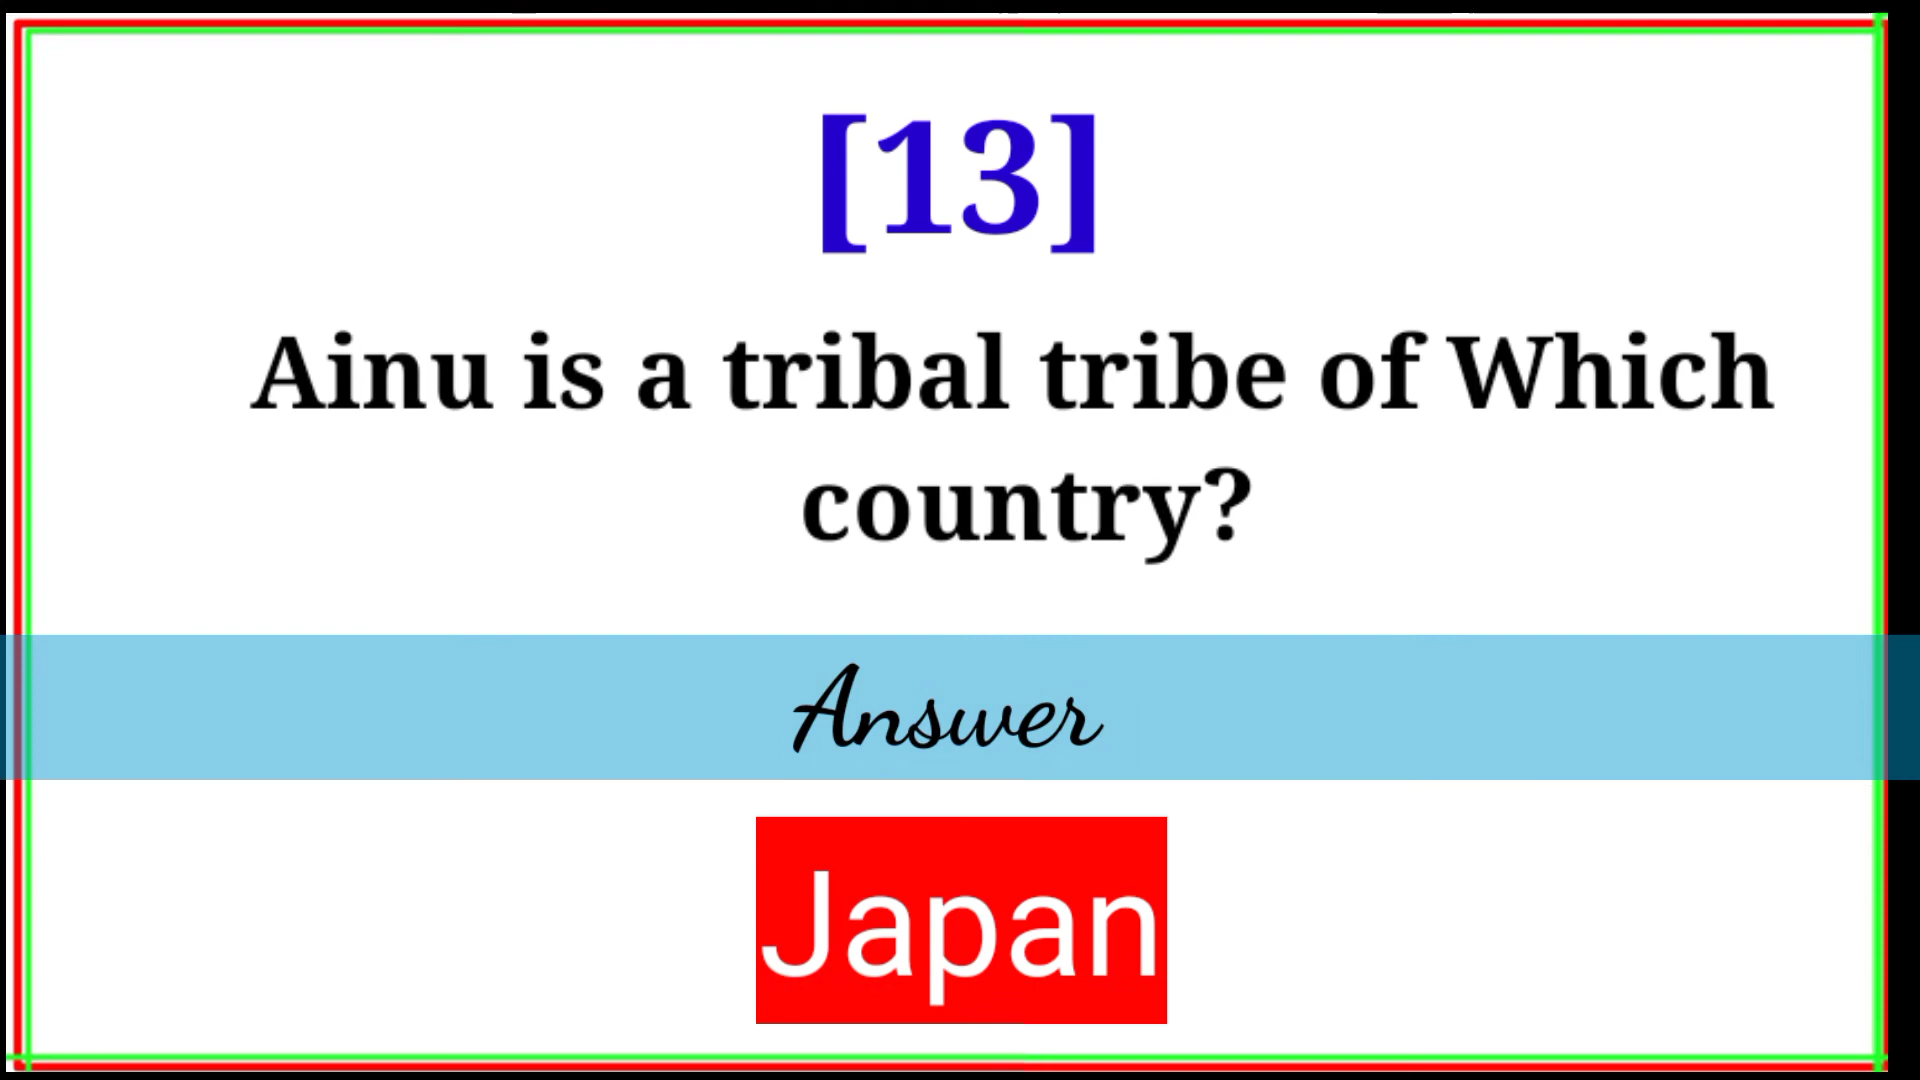 [13]
Ainu is a tribal tribe of Which
country?
Answer
Japan